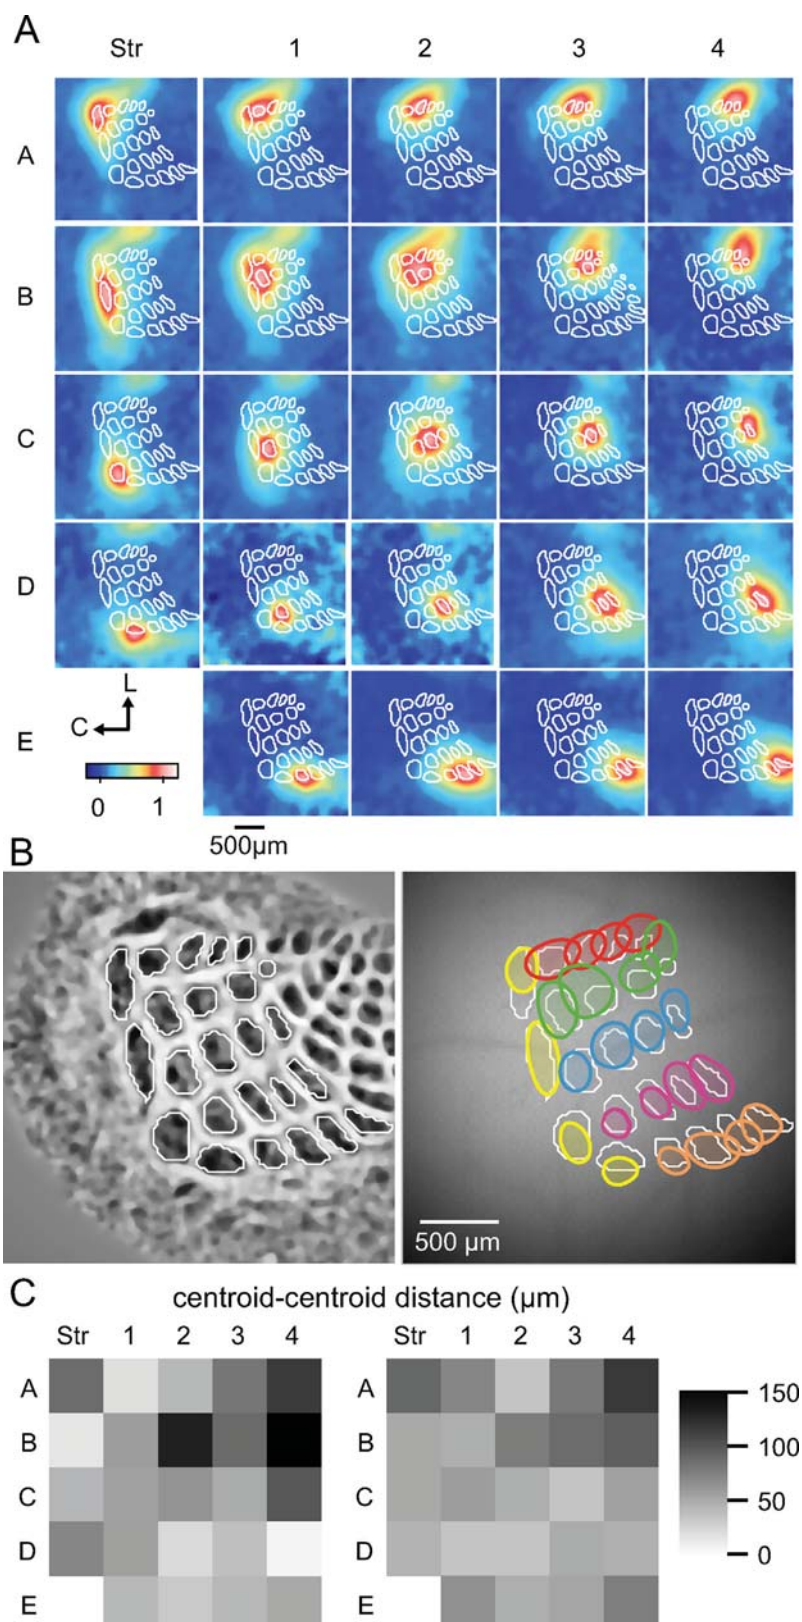 A
Str 1 2 3 4
A
B
C
D
L
C
E
0 1
500µm
B
500 µm
C
centroid-centroid distance (µm)
Str 1 2 3 4 Str 1 2 3 4
A A 150
B B 100
C C 50
D D 0
E E